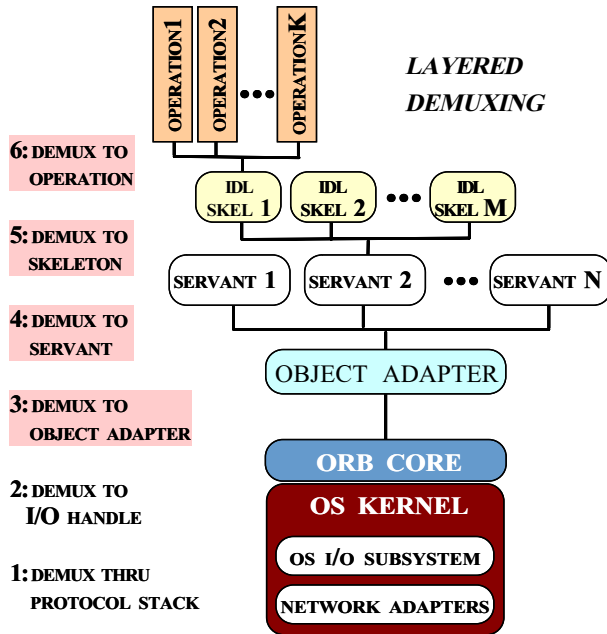 OPERATION1
OPERATION2
•••
OPERATIONK
LAYERED
DEMUXING
6: DEMUX TO
OPERATION
IDL
SKEL 1
IDL
SKEL 2
•••
IDL
SKEL M
5: DEMUX TO
SKELETON
SERVANT 1
SERVANT 2
•••
SERVANT N
4: DEMUX TO
SERVANT
OBJECT ADAPTER
3: DEMUX TO
OBJECT ADAPTER
ORB CORE
2: DEMUX TO
I/O HANDLE
OS KERNEL
OS I/O SUBSYSTEM
1: DEMUX THRU
PROTOCOL STACK
NETWORK ADAPTERS